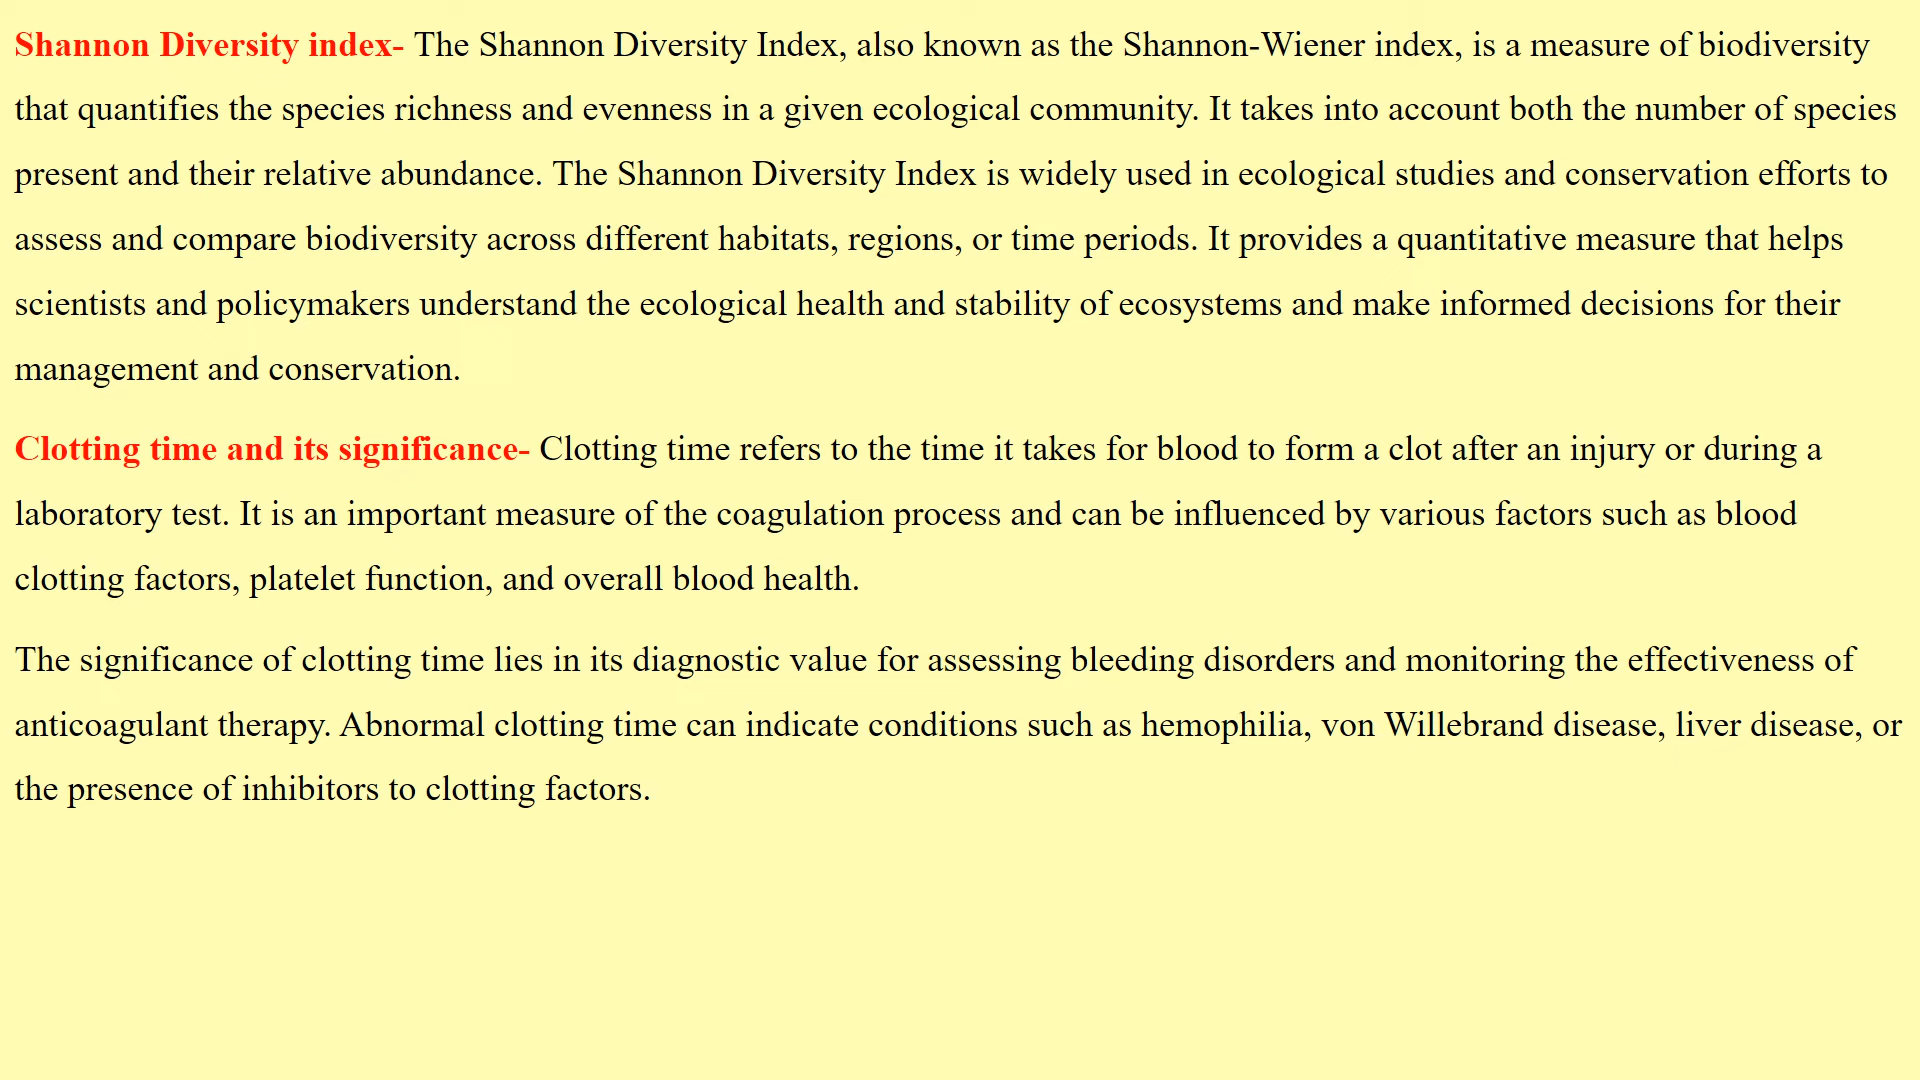 Shannon Diversity index- The Shannon Diversity Index, also known as the Shannon-Wiener index, is a measure of biodiversity
that quantifies the species richness and evenness in a given ecological community. It takes into account both the number of species
present and their relative abundance. The Shannon Diversity Index is widely used in ecological studies and conservation efforts to
assess and compare biodiversity across different habitats, regions, or time periods. It provides a quantitative measure that helps
scientists and policymakers understand the ecological health and stability of ecosystems and make informed decisions for their
management and conservation.
Clotting time and its significance- Clotting time refers to the time it takes for blood to form a clot after an injury or during a
laboratory test. It is an important measure of the coagulation process and can be influenced by various factors such as blood
clotting factors, platelet function, and overall blood health.
The significance of clotting time lies in its diagnostic value for assessing bleeding disorders and monitoring the effectiveness of
anticoagulant therapy. Abnormal clotting time can indicate conditions such as hemophilia, von Willebrand disease, liver disease, or
the presence of inhibitors to clotting factors.